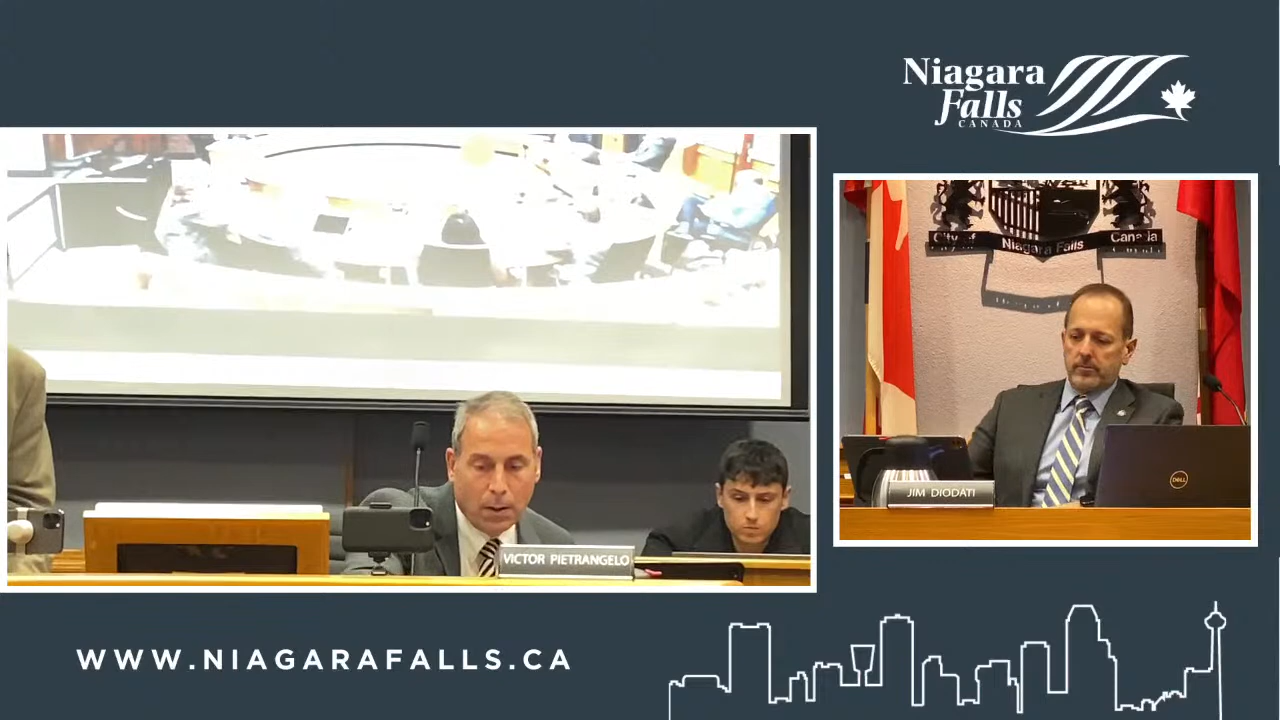 Niagara
Falls
CANADA
City of
Niagara Falls
Canada
VICTOR PIETRANGELO
JIM DIODATI
DELL
WWW.NIAGARAFALLS.CA